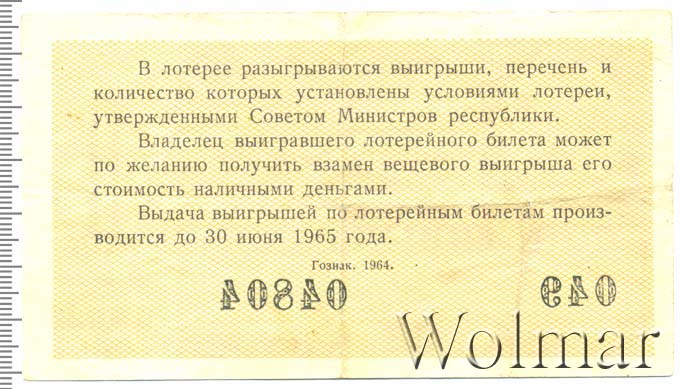 В лотерее разыгрываются выигрыши, перечень и
количество которых установлены условиями лотереи,
утвержденными Советом Министров республики.
Владелец выигравшего лотерейного билета может
по желанию получить взамен вещевого выигрыша его
стоимость наличными деньгами.
Выдача выигрышей по лотерейным билетам произ-
водится до 30 июня 1965 года.
Гознак. 1964.
Wolmar